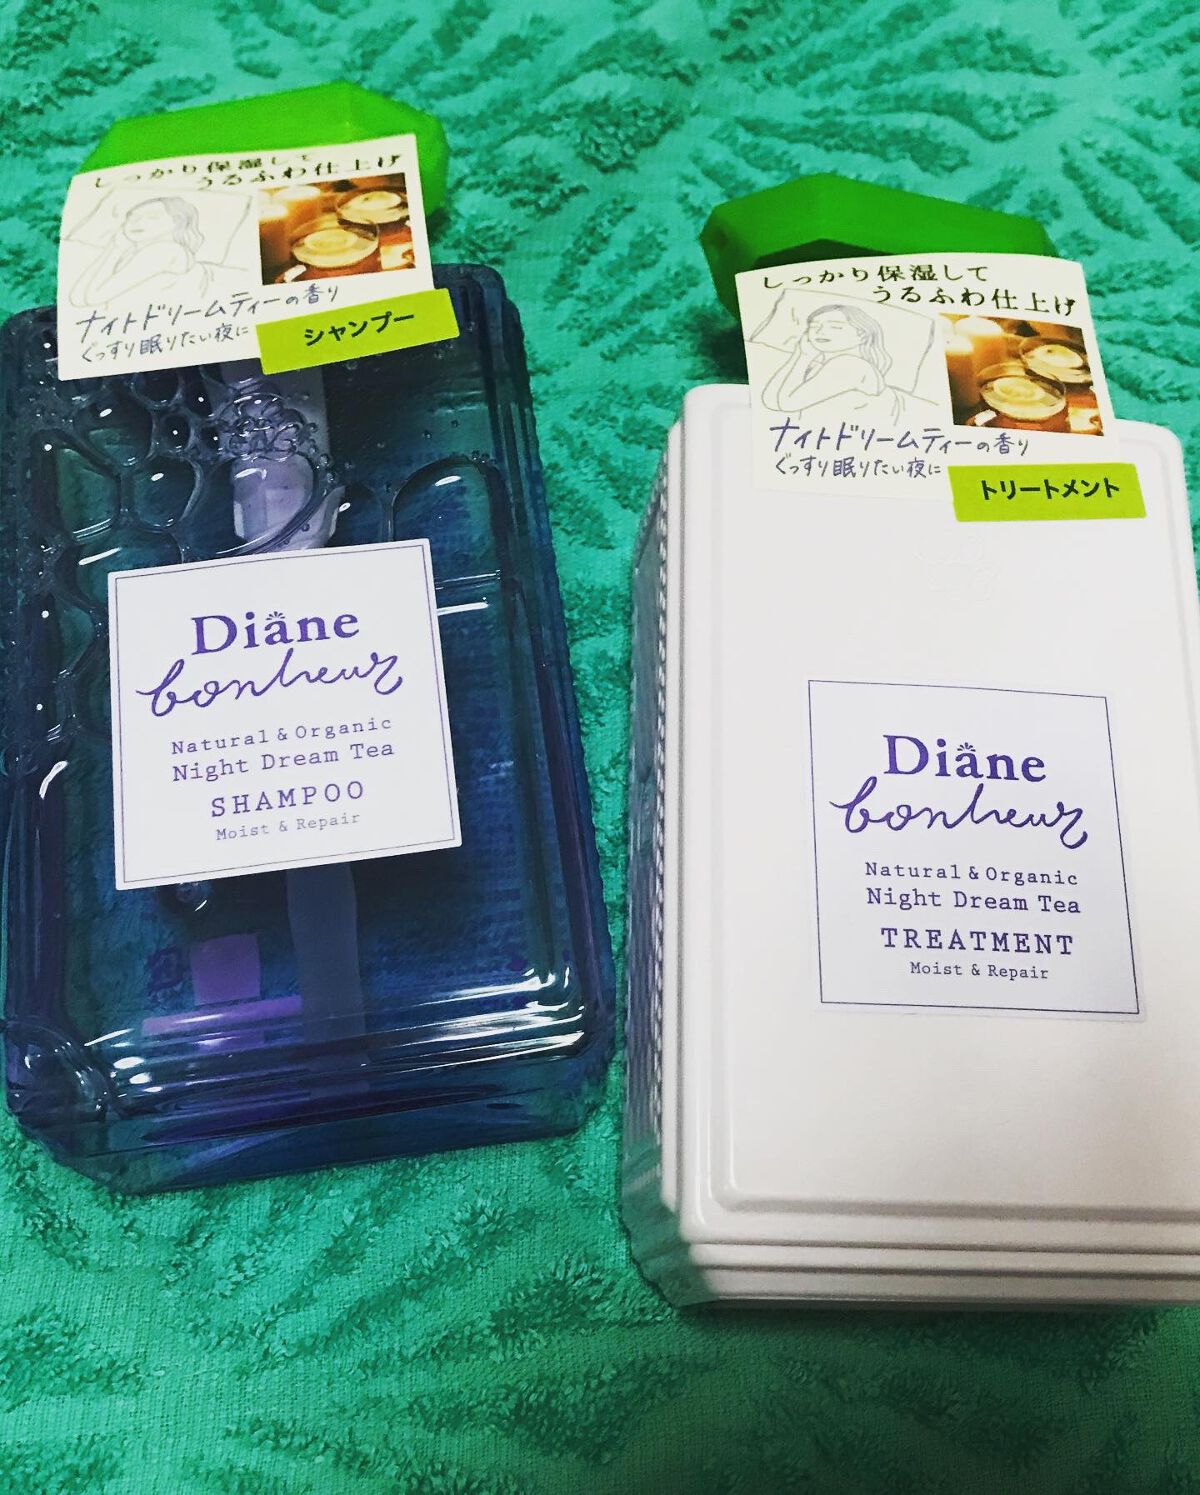 しっかり保湿して
うるふわ仕上げ
ナイトドリームティーの香り
ぐっすり眠りたい夜に
シャンプー
Diane
bonheur
Natural & Organic
Night Dream Tea
SHAMPOO
Moist & Repair
しっかり保湿して
うるふわ仕上げ
ナイトドリームティーの香り
ぐっすり眠りたい夜に
トリートメント
Diane
bonheur
Natural & Organic
Night Dream Tea
TREATMENT
Moist & Repair